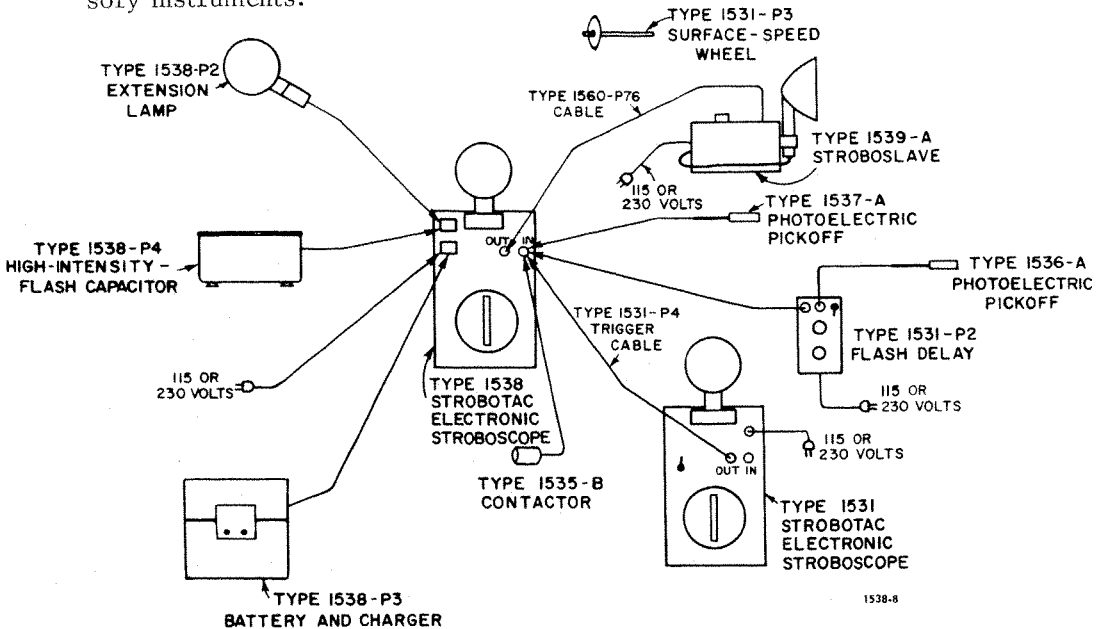 sory instruments.
TYPE 1531-P3
SURFACE-SPEED
WHEEL
TYPE 1538-P2
EXTENSION
LAMP
TYPE 1560-P76
CABLE
TYPE 1539-A
STROBOSLAVE
115 OR
230 VOLTS
TYPE 1537-A
PHOTOELECTRIC
PICKOFF
OUT IN
TYPE 1538-P4
HIGH-INTENSITY-
FLASH CAPACITOR
TYPE 1536-A
PHOTOELECTRIC
PICKOFF
TYPE 1531-P4
TRIGGER
CABLE
TYPE 1531-P2
FLASH DELAY
115 OR
230 VOLTS
115 OR
230 VOLTS
TYPE 1538
STROBOTAC
ELECTRONIC
STROBOSCOPE
115 OR
230 VOLTS
OUT IN
TYPE 1535-B
CONTACTOR
TYPE 1531
STROBOTAC
ELECTRONIC
STROBOSCOPE
TYPE 1538-P3
BATTERY AND CHARGER
1538-8